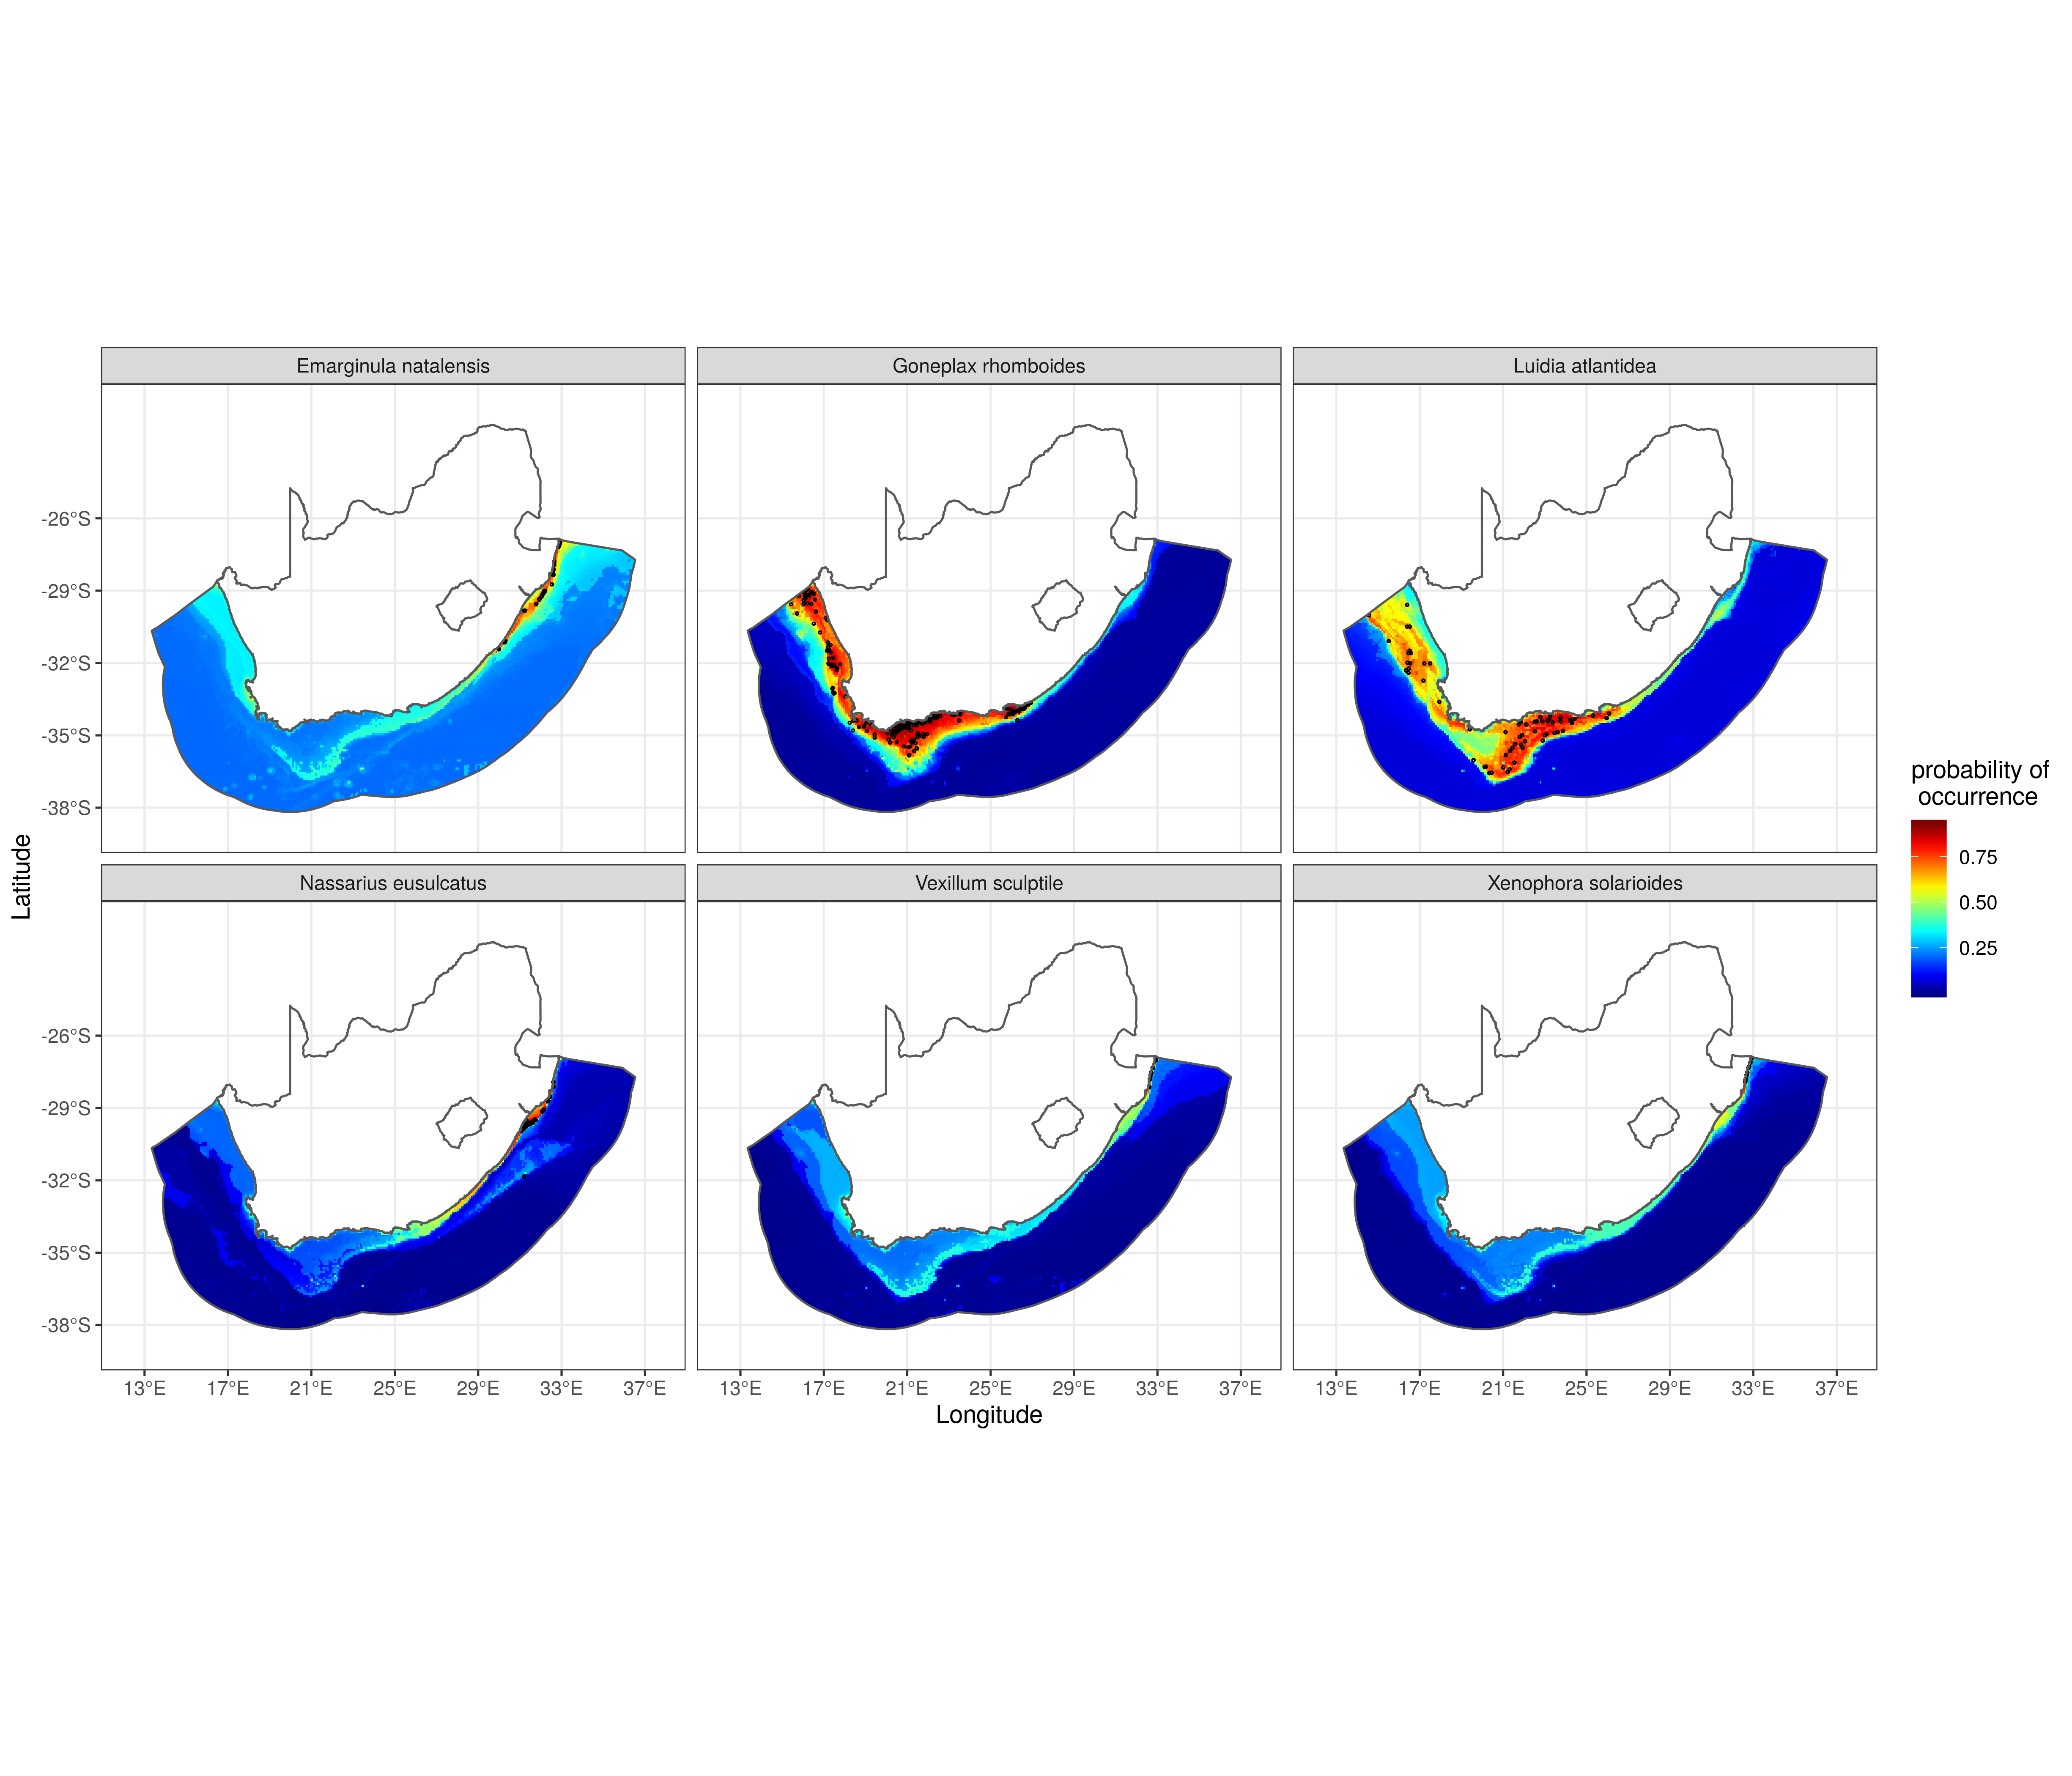 Emarginula natalensis
Goneplax rhomboides
Luidia atlantidea
-26°S
-29°S
-32°S
-35°S
-38°S
Nassarius eusulcatus
Vexillum sculptile
Xenophora solarioides
-26°S
-29°S
-32°S
-35°S
-38°S
13°E 17°E 21°E 25°E 29°E 33°E 37°E
13°E 17°E 21°E 25°E 29°E 33°E 37°E
13°E 17°E 21°E 25°E 29°E 33°E 37°E
Longitude
Latitude
probability of
occurrence
0.75
0.50
0.25